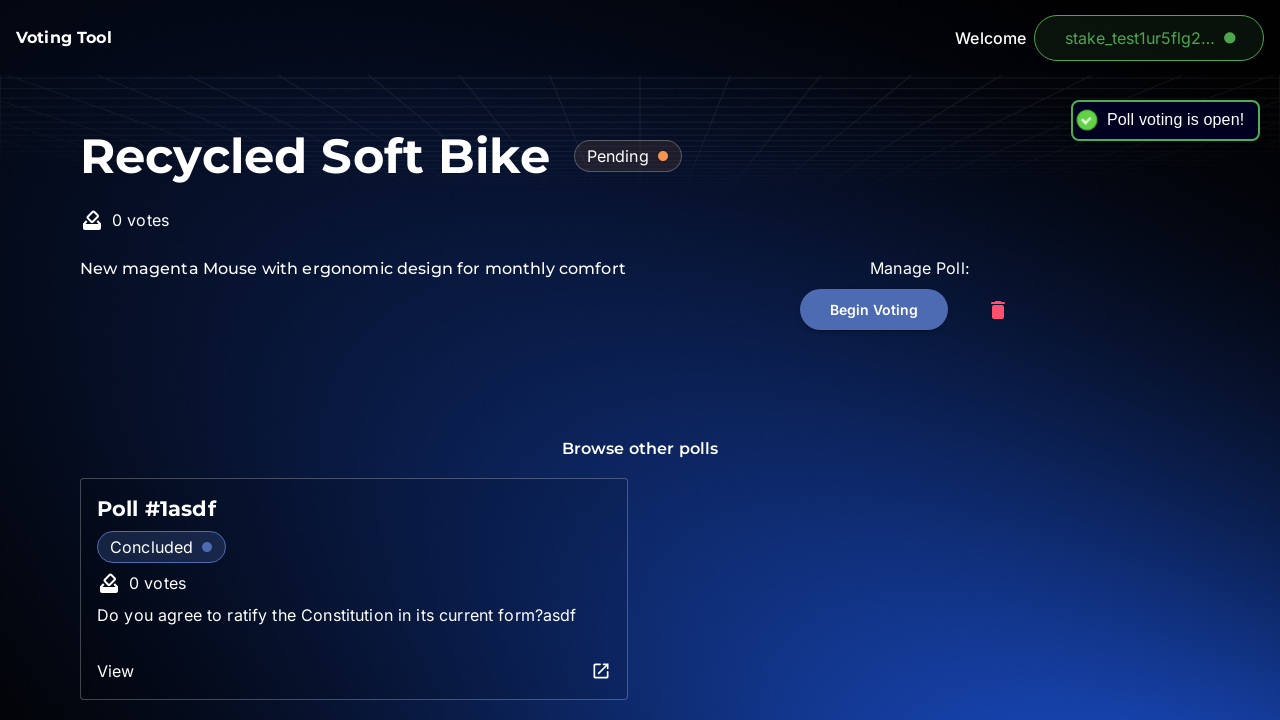 Voting Tool
Welcome
stake_test1ur5flg2...
Poll voting is open!
Recycled Soft Bike
Pending
0 votes
New magenta Mouse with ergonomic design for monthly comfort
Manage Poll:
Begin Voting
Browse other polls
Poll #1asdf
Concluded
0 votes
Do you agree to ratify the Constitution in its current form?asdf
View